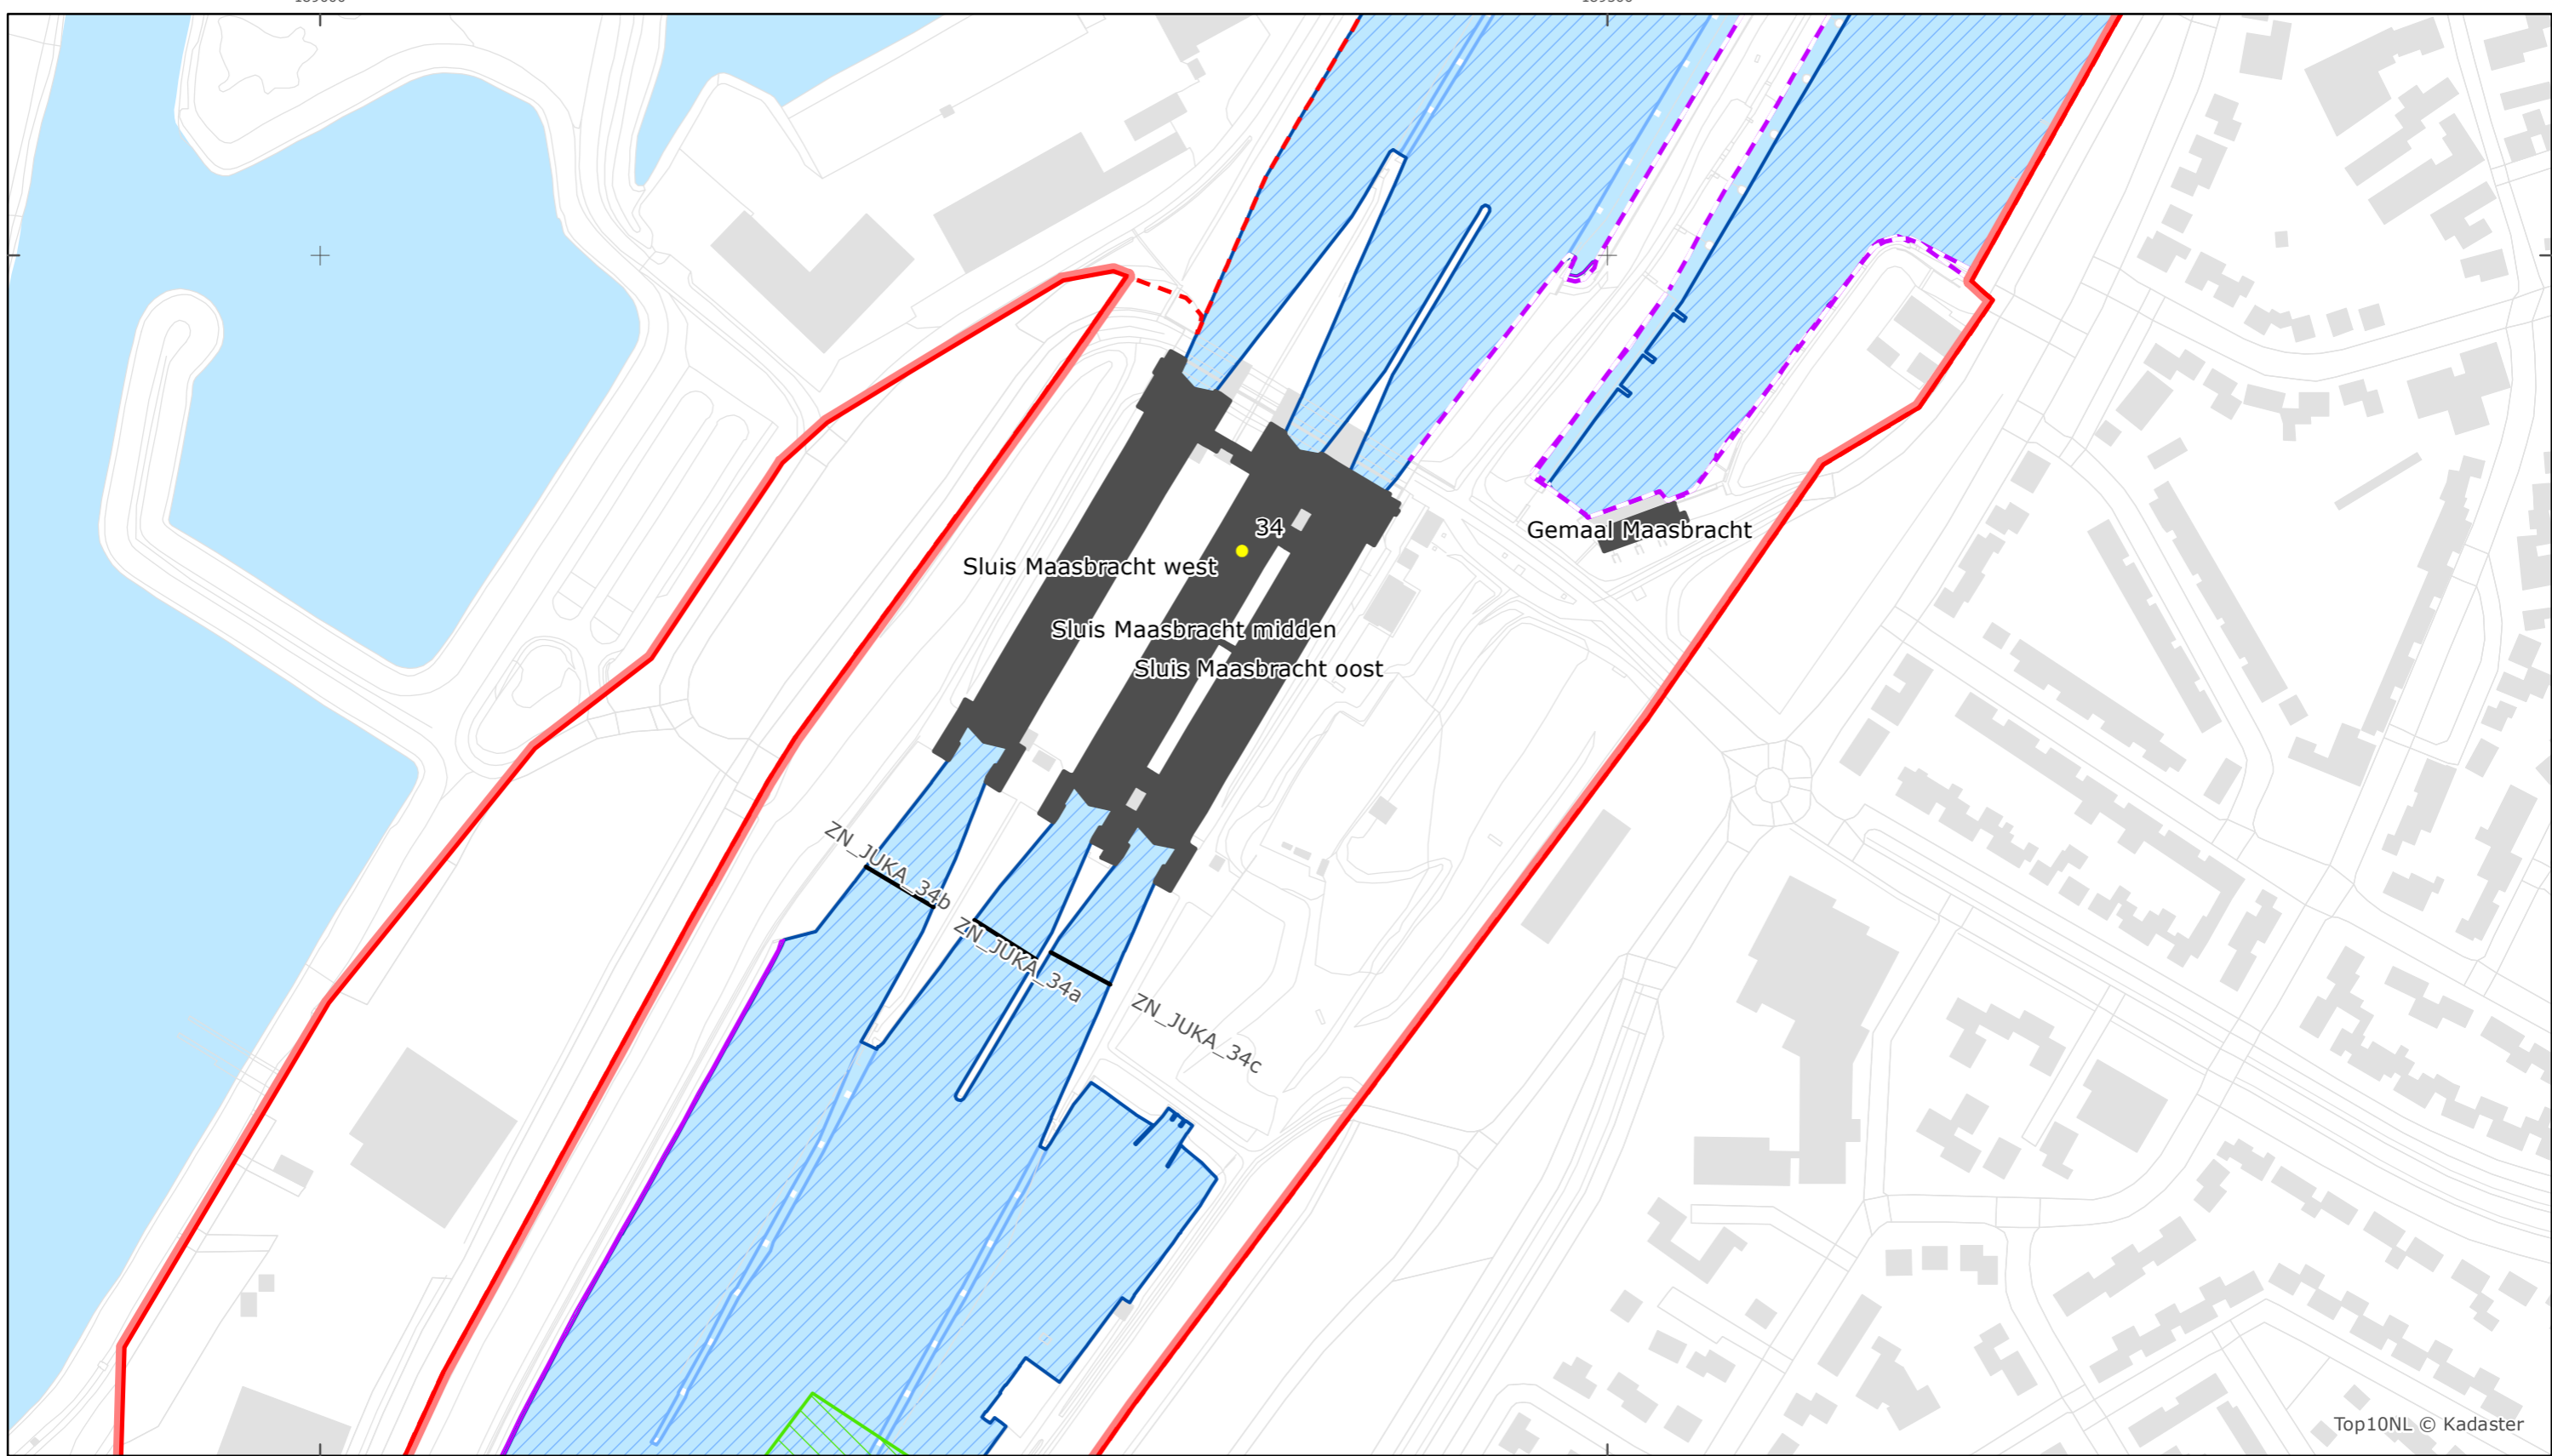 34
Gemaal Maasbracht
Sluis Maasbracht west
Sluis Maasbracht midden
Sluis Maasbracht oost
ZN_JUKA_34b
ZN_JUKA_34a
ZN_JUKA_34c
Top10NL © Kadaster